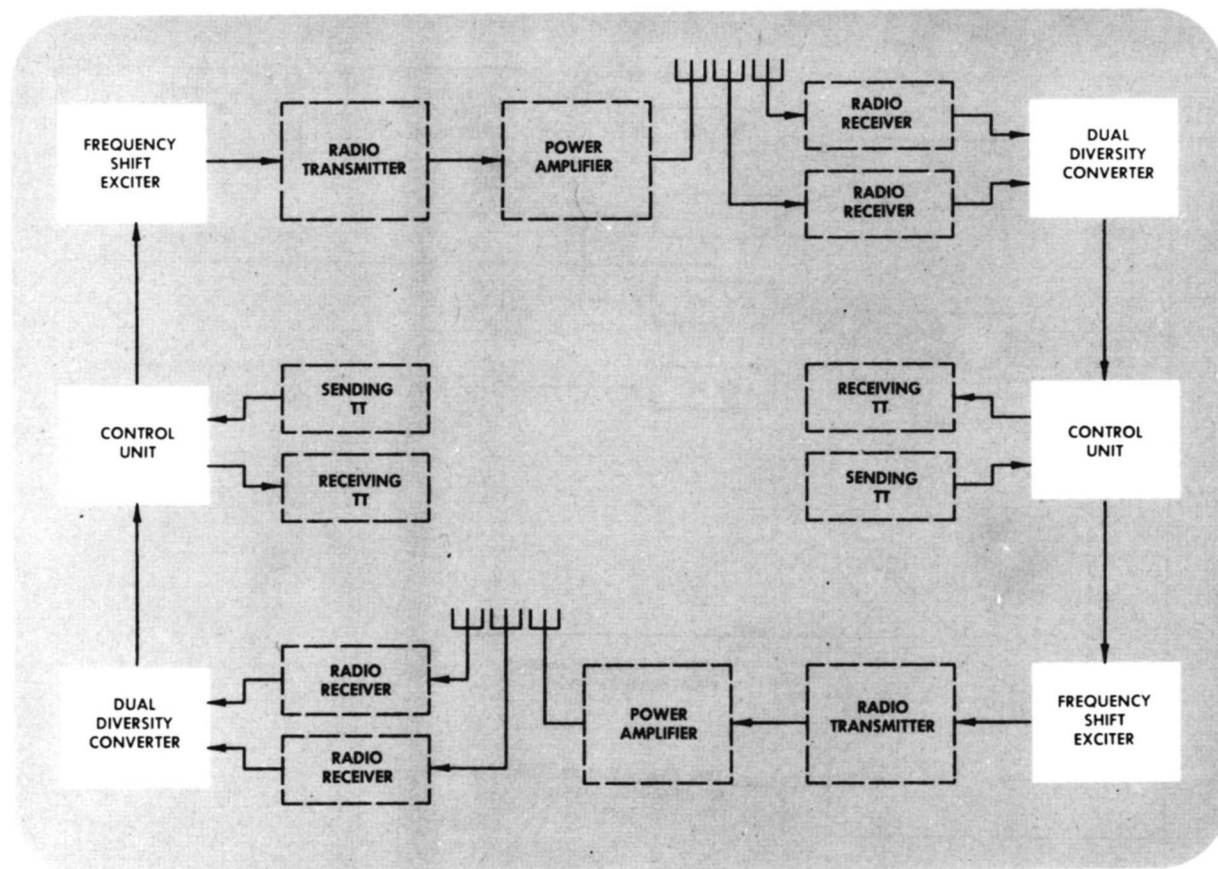 FREQUENCY
SHIFT
EXCITER
RADIO
TRANSMITTER
POWER
AMPLIFIER
RADIO
RECEIVER
RADIO
RECEIVER
DUAL
DIVERSITY
CONVERTER
CONTROL
UNIT
SENDING
TT
RECEIVING
TT
RECEIVING
TT
SENDING
TT
CONTROL
UNIT
DUAL
DIVERSITY
CONVERTER
RADIO
RECEIVER
RADIO
RECEIVER
POWER
AMPLIFIER
RADIO
TRANSMITTER
FREQUENCY
SHIFT
EXCITER